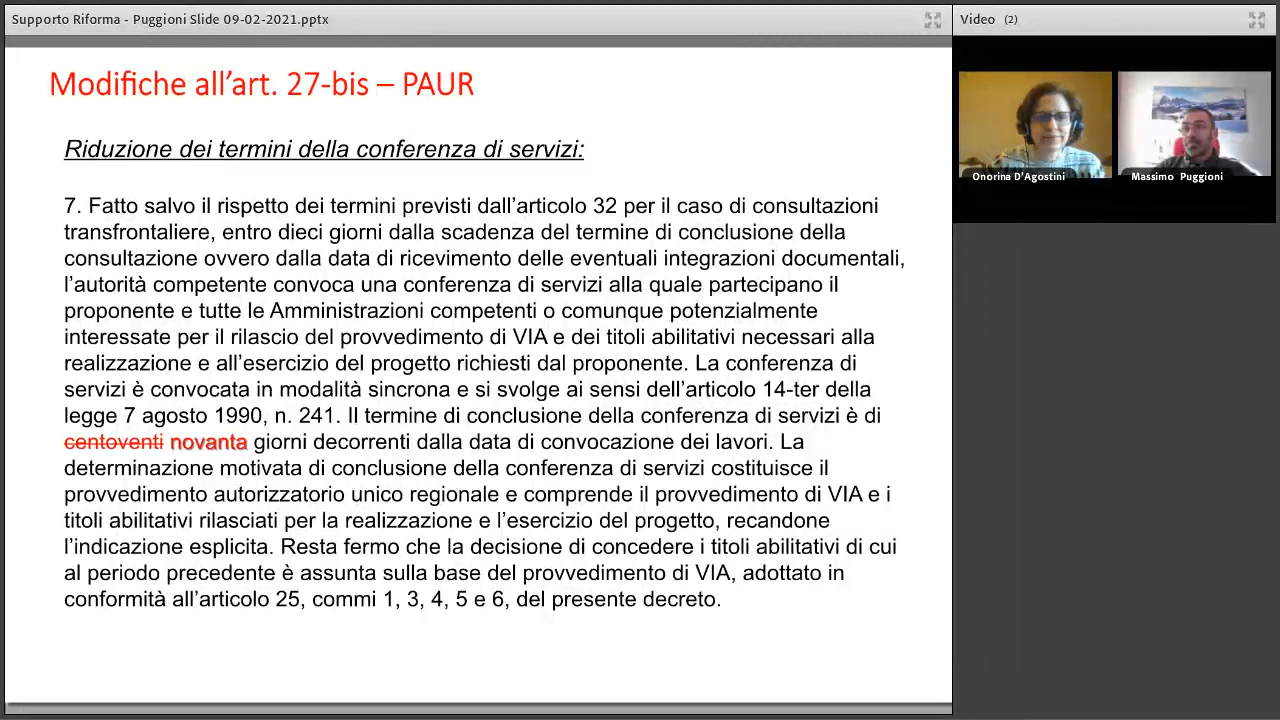 Supporto Riforma - Puggioni Slide 09-02-2021.pptx
Video (2)
Modifiche all’art. 27-bis – PAUR
Onorina D'Agostini
Massimo Puggioni
Riduzione dei termini della conferenza di servizi:
7. Fatto salvo il rispetto dei termini previsti dall’articolo 32 per il caso di consultazioni
transfrontaliere, entro dieci giorni dalla scadenza del termine di conclusione della
consultazione ovvero dalla data di ricevimento delle eventuali integrazioni documentali,
l’autorità competente convoca una conferenza di servizi alla quale partecipano il
proponente e tutte le Amministrazioni competenti o comunque potenzialmente
interessate per il rilascio del provvedimento di VIA e dei titoli abilitativi necessari alla
realizzazione e all’esercizio del progetto richiesti dal proponente. La conferenza di
servizi è convocata in modalità sincrona e si svolge ai sensi dell’articolo 14-ter della
legge 7 agosto 1990, n. 241. Il termine di conclusione della conferenza di servizi è di
centoventi novanta giorni decorrenti dalla data di convocazione dei lavori. La
determinazione motivata di conclusione della conferenza di servizi costituisce il
provvedimento autorizzatorio unico regionale e comprende il provvedimento di VIA e i
titoli abilitativi rilasciati per la realizzazione e l’esercizio del progetto, recandone
l’indicazione esplicita. Resta fermo che la decisione di concedere i titoli abilitativi di cui
al periodo precedente è assunta sulla base del provvedimento di VIA, adottato in
conformità all’articolo 25, commi 1, 3, 4, 5 e 6, del presente decreto.